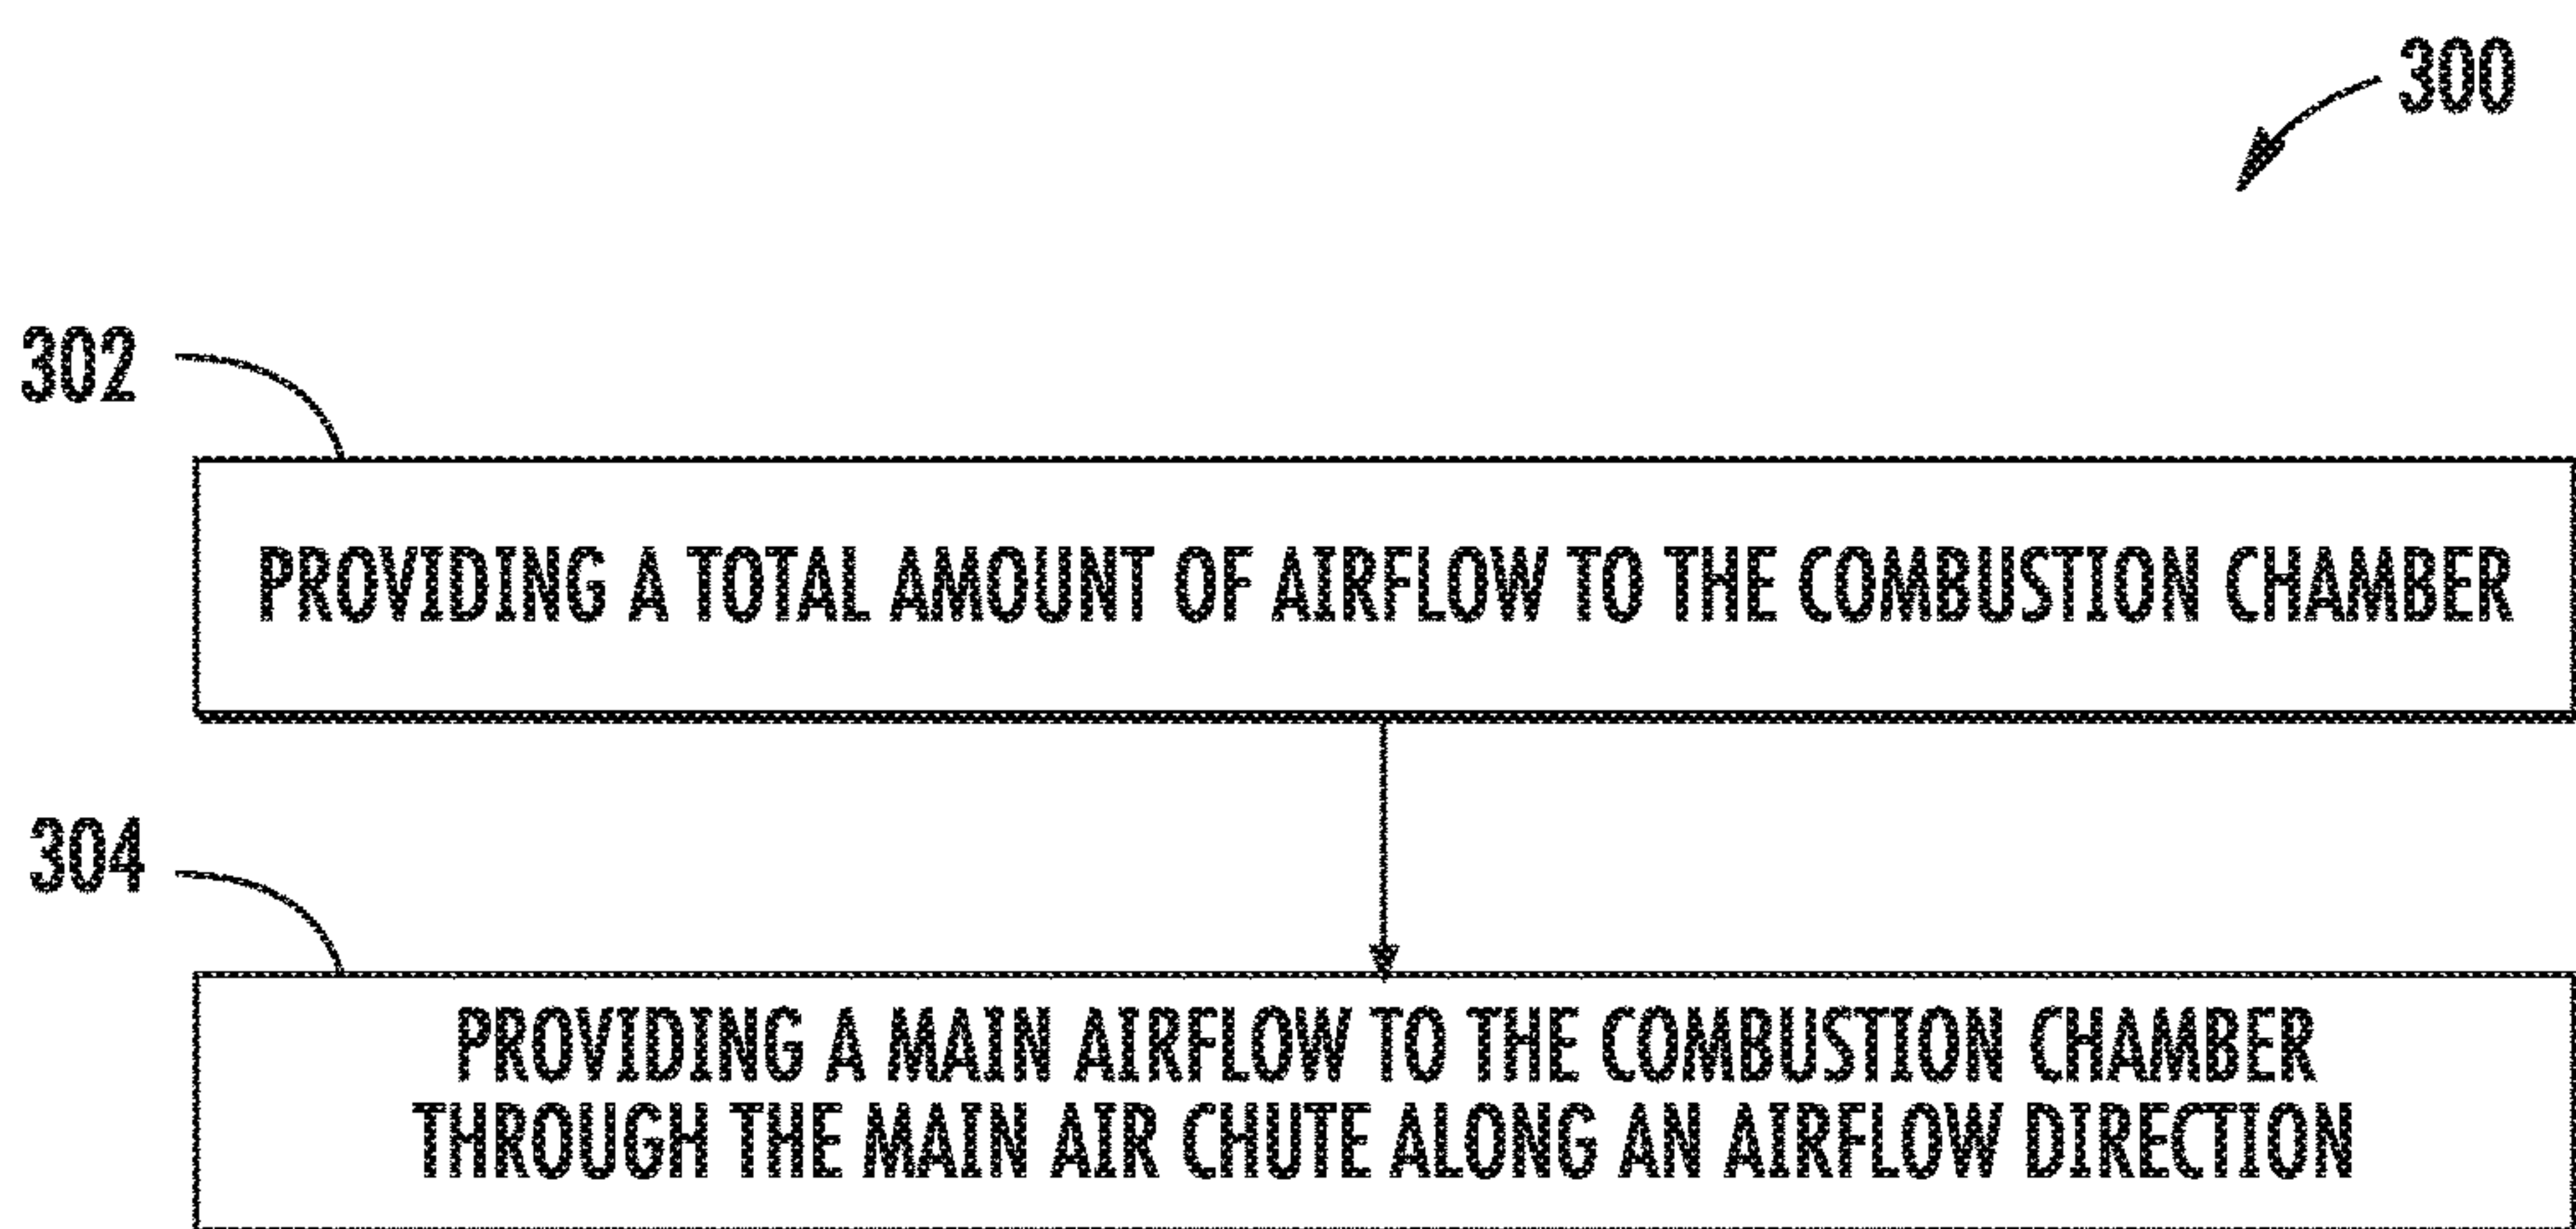 300
302
PROVIDING A TOTAL AMOUNT OF AIRFLOW TO THE COMBUSTION CHAMBER
304
PROVIDING A MAIN AIRFLOW TO THE COMBUSTION CHAMBER
THROUGH THE MAIN AIR CHUTE ALONG AN AIRFLOW DIRECTION